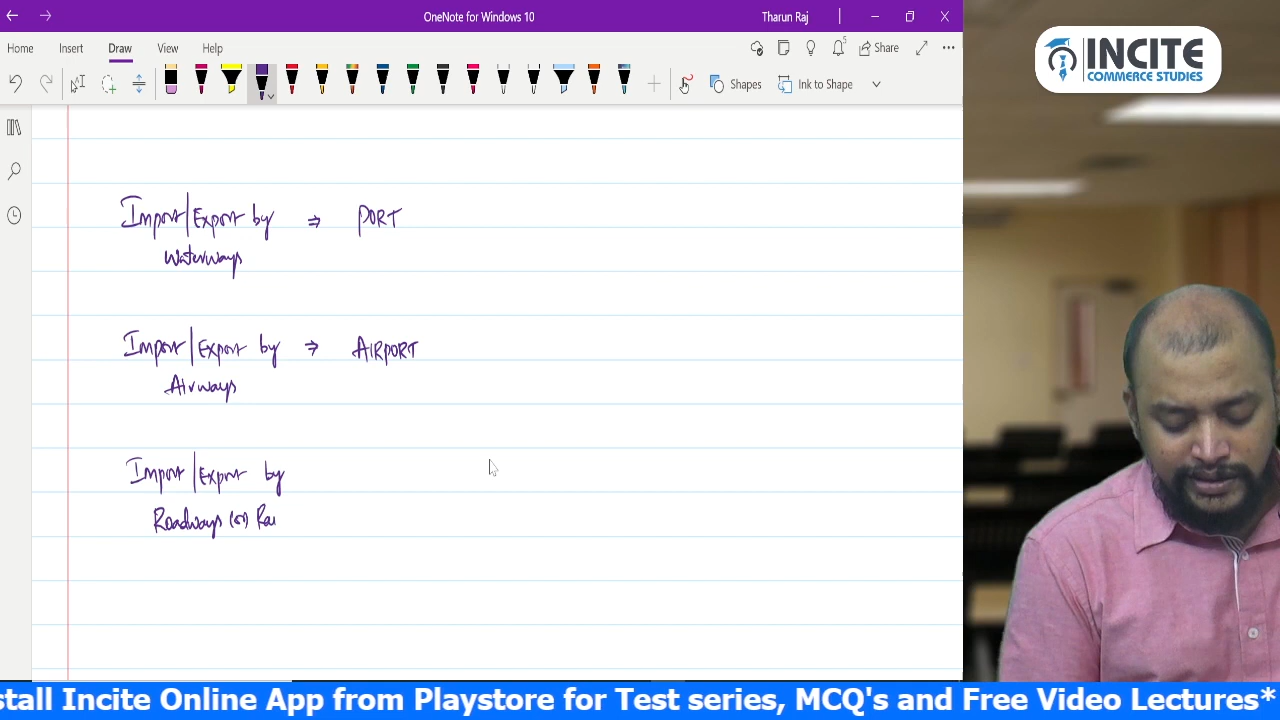 OneNote for Windows 10
Tharun Raj
Home Insert Draw View Help
5
Share
Shapes
Ink to Shape
INCITE
COMMERCE STUDIES
Import/Export by ⇒ PORT
Waterways
Import/Export by → AIRPORT
Airways
Import/Export by
Roadways (or) Rai
stall Incite Online App from Playstore for Test series, MCQ's and Free Video Lectures*